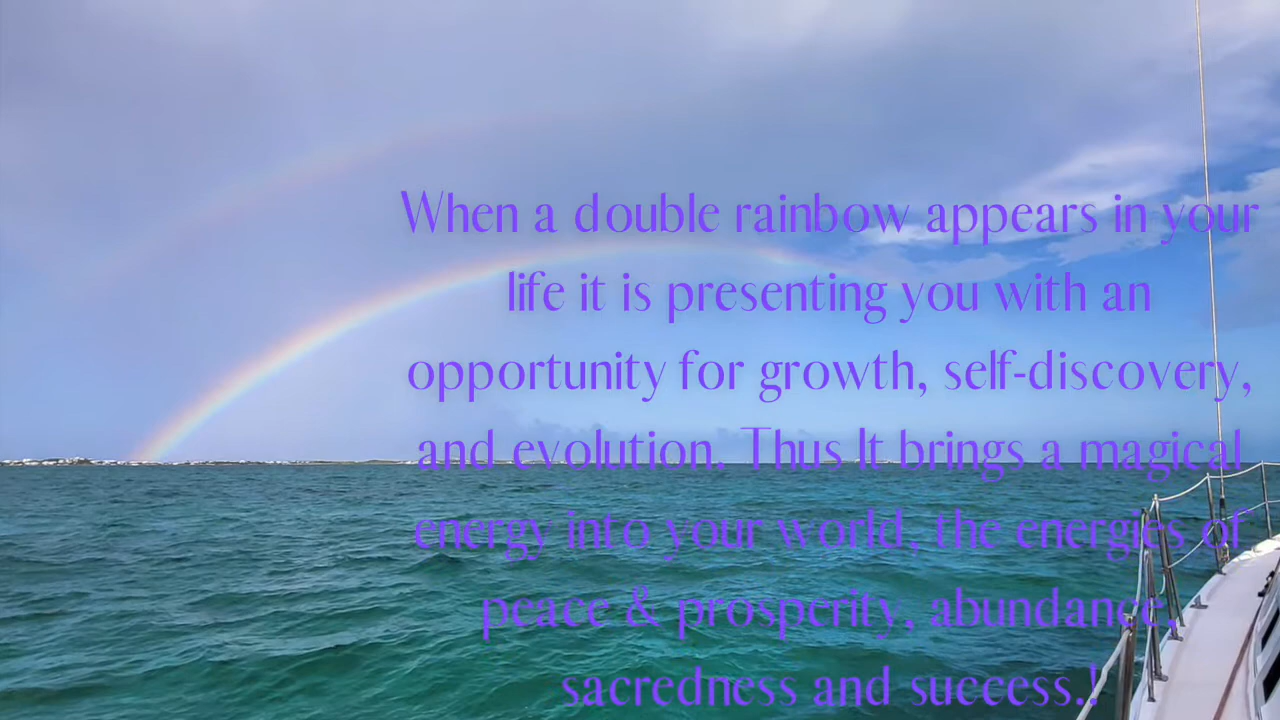 When a double rainbow appears in your
life it is presenting you with an
opportunity for growth, self-discovery,
and evolution. Thus It brings a magical
energy into your world, the energies of
peace & prosperity, abundance,
sacredness and success.!